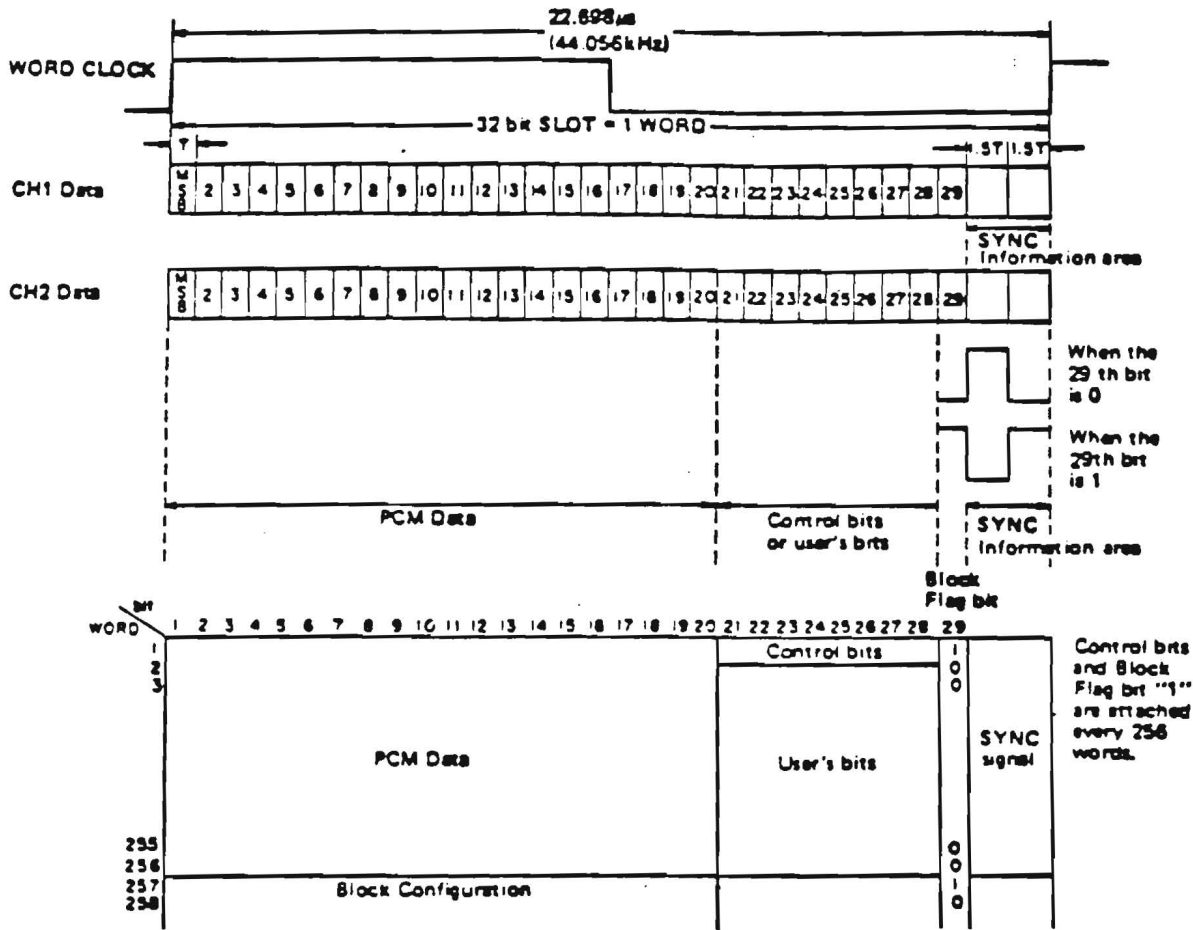 22.698μs
(44.056kHz)
WORD CLOCK
32 bit SLOT = 1 WORD
T
1.5T 1.5T
CH1 Data
MSB 2 3 4 5 6 7 8 9 10 11 12 13 14 15 16 17 18 19 20 21 22 23 24 25 26 27 28 29
SYNC
Information area
CH2 Data
MSB 2 3 4 5 6 7 8 9 10 11 12 13 14 15 16 17 18 19 20 21 22 23 24 25 26 27 28 29
When the
29 th bit
is 0
When the
29th bit
is 1
PCM Data
Control bits
or user's bits
SYNC
Information area
Block
Flag bit
bit
WORD
1 2 3 4 5 6 7 8 9 10 11 12 13 14 15 16 17 18 19 20 21 22 23 24 25 26 27 28 29
1
2
3
Control bits
1
0
0
Control bits
and Block
Flag bit "1"
are attached
every 256
words.
PCM Data
User's bits
SYNC
signal
255
256
257
258
0
0
1
0
Block Configuration